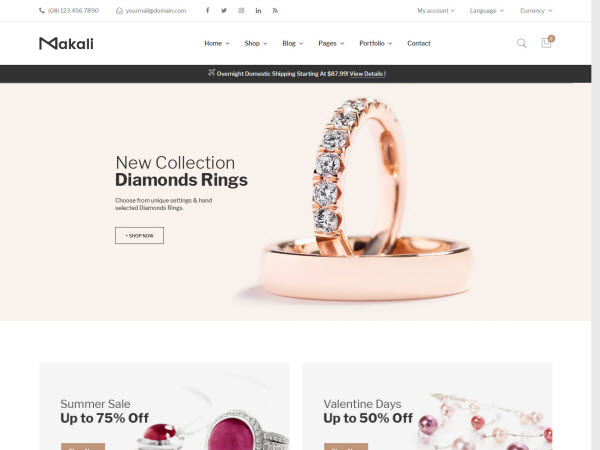 (08) 123 456 7890 yourmail@domain.com My account Language Currency
Makali Home Shop Blog Pages Portfolio Contact
Overnight Domestic Shipping Starting At $87.99! View Details !
New Collection
Diamonds Rings
Choose from unique settings & hand
selected Diamonds Rings.
+ SHOP NOW
Summer Sale
Up to 75% Off
Valentine Days
Up to 50% Off